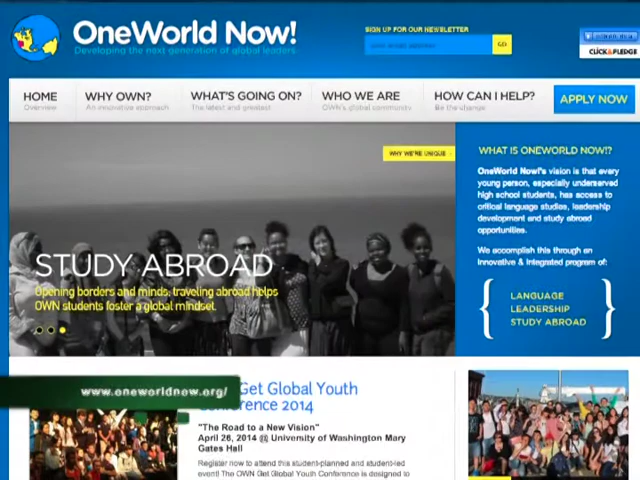 OneWorld Now!
Developing the next generation of global leaders
SIGN UP FOR OUR NEWSLETTER
GO
CLICK & PLEDGE
HOME
Overview
WHY OWN?
An innovative approach
WHAT'S GOING ON?
The latest and greatest
WHO WE ARE
OWN's global community
HOW CAN I HELP?
Be the change
APPLY NOW
WHY WE'RE UNIQUE
STUDY ABROAD
Opening borders and minds, traveling abroad helps
OWN students foster a global mindset.
WHAT IS ONEWORLD NOW!?
OneWorld Now!'s vision is that every
young person, especially underserved
high school students, has access to
critical language studies, leadership
development and study abroad
opportunities.
We accomplish this through an
innovative & integrated program of:
LANGUAGE
LEADERSHIP
STUDY ABROAD
www.oneworldnow.org/
Get Global Youth
Conference 2014
"The Road to a New Vision"
April 26, 2014 @ University of Washington Mary
Gates Hall
Register now to attend this student-planned and student-led
event! The OWN Get Global Youth Conference is designed to